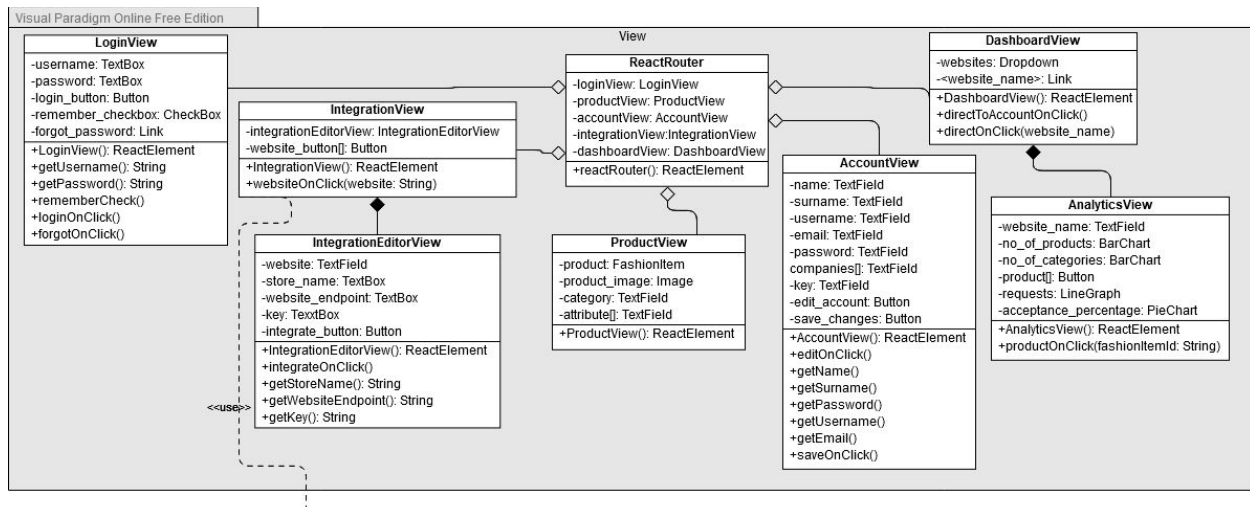 Visual Paradigm Online Free Edition
View
LoginView
-username: TextBox
-password: TextBox
-login_button: Button
-remember_checkbox: CheckBox
-forgot_password: Link
+LoginView(): ReactElement
+getUsername(): String
+getPassword(): String
+rememberCheck()
+loginOnClick()
+forgotOnClick()
IntegrationView
-integrationEditorView: IntegrationEditorView
-website_button[]: Button
+IntegrationView(): ReactElement
+websiteOnClick(website: String)
IntegrationEditorView
-website: TextField
-store_name: TextBox
-website_endpoint: TextBox
-key: TexxtBox
-integrate_button: Button
+IntegrationEditorView(): ReactElement
+integrateOnClick()
+getStoreName(): String
+getWebsiteEndpoint(): String
+getKey(): String
<<use>>
ReactRouter
-loginView: LoginView
-productView: ProductView
-accountView: AccountView
-integrationView:IntegrationView
-dashboardView: DashboardView
+reactRouter(): ReactElement
ProductView
-product: FashionItem
-product_image: Image
-category: TextField
-attribute[]: TextField
+ProductView(): ReactElement
AccountView
-name: TextField
-surname: TextField
-username: TextField
-email: TextField
-password: TextField
companies[]: TextField
-key: TextField
-edit_account: Button
-save_changes: Button
+AccountView(): ReactElement
+editOnClick()
+getName()
+getSurname()
+getPassword()
+getUsername()
+getEmail()
+saveOnClick()
DashboardView
-websites: Dropdown
-<website_name>: Link
+DashboardView(): ReactElement
+directToAccountOnClick()
+directOnClick(website_name)
AnalyticsView
-website_name: TextField
-no_of_products: BarChart
-no_of_categories: BarChart
-product[]: Button
-requests: LineGraph
-acceptance_percentage: PieChart
+AnalyticsView(): ReactElement
+productOnClick(fashionItemId: String)